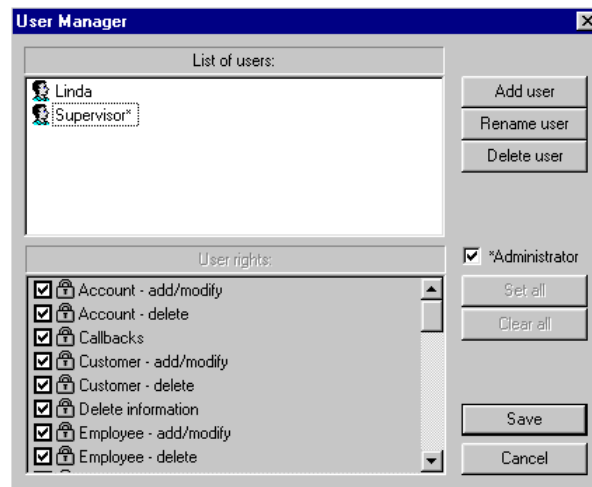 User Manager
List of users:
Linda
Supervisor*
Add user
Rename user
Delete user
User rights:
*Administrator
Account - add/modify
Account - delete
Callbacks
Customer - add/modify
Customer - delete
Delete information
Employee - add/modify
Employee - delete
Set all
Clear all
Save
Cancel